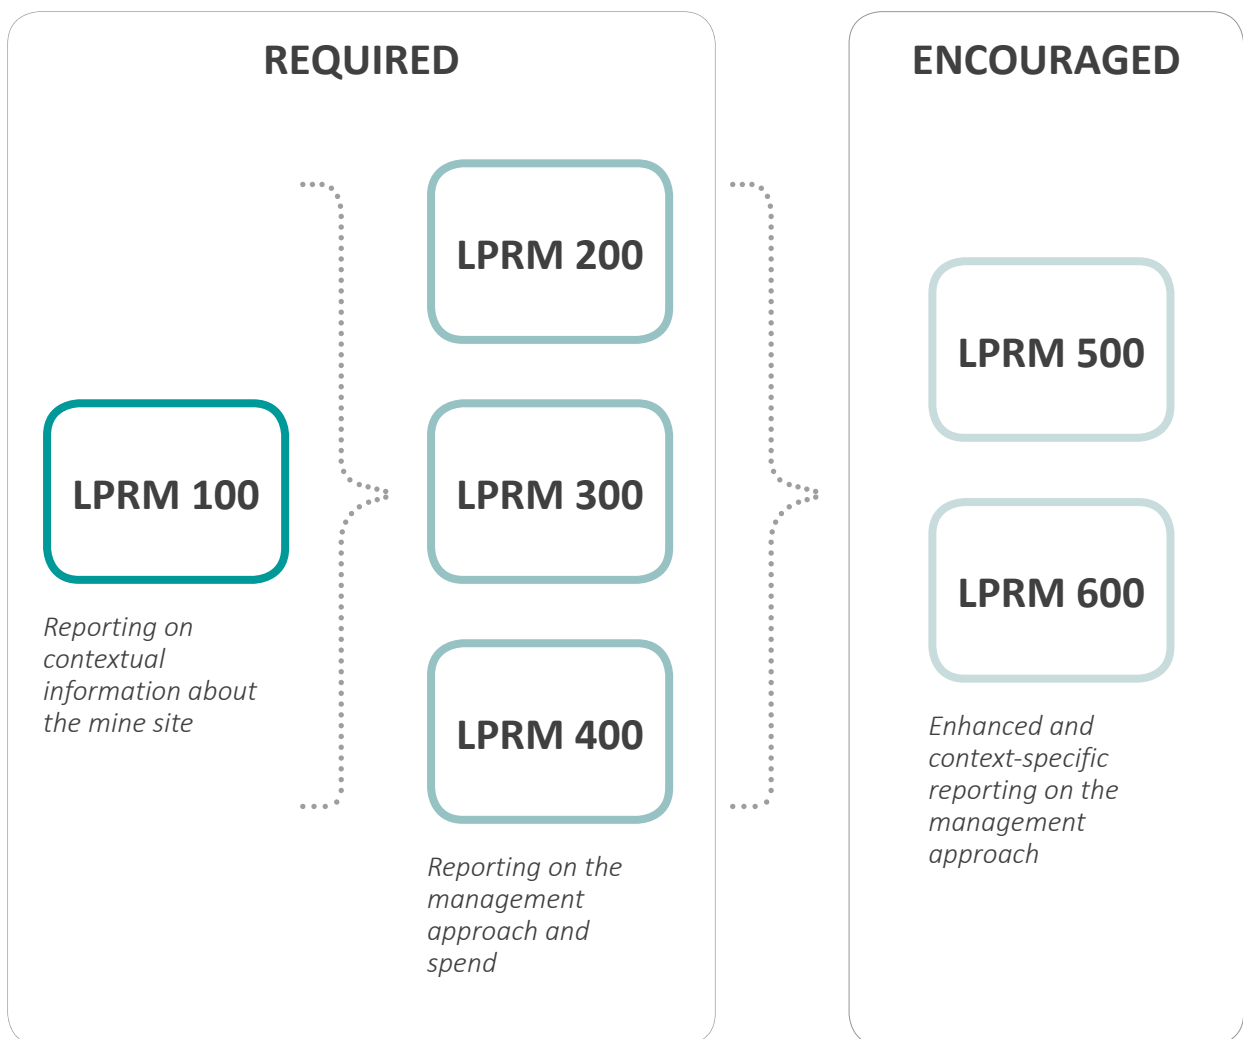 REQUIRED
LPRM 100
Reporting on
contextual
information about
the mine site
LPRM 200
LPRM 300
LPRM 400
Reporting on the
management
approach and
spend
ENCOURAGED
LPRM 500
LPRM 600
Enhanced and
context-specific
reporting on the
management
approach